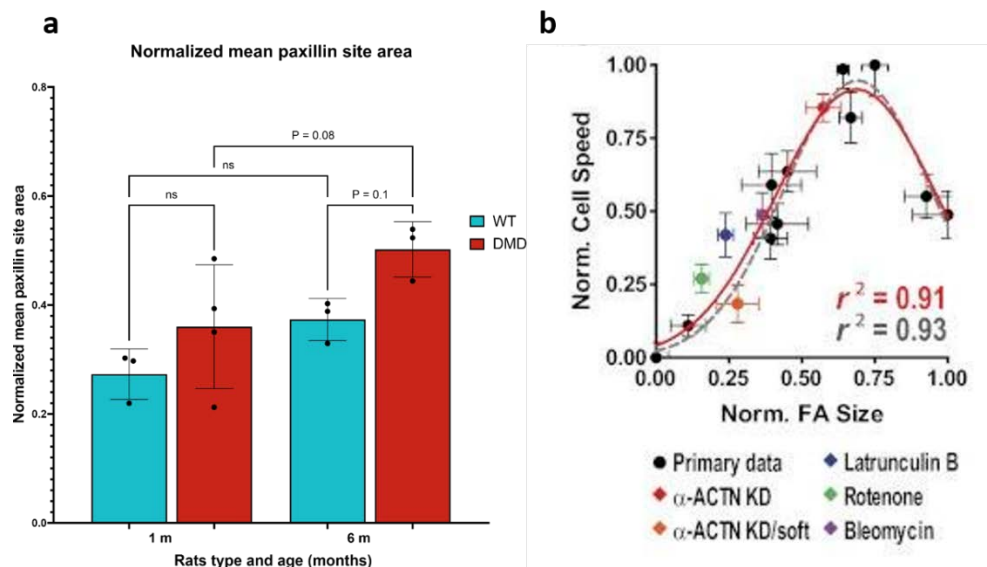 a
Normalized mean paxillin site area
0.8
0.6
0.4
0.2
0.0
Normalized mean paxillin site area
P = 0.08
ns
ns
P = 0.1
WT
DMD
1 m
6 m
Rats type and age (months)
b
1.00
0.75
0.50
0.25
0.00
Norm. Cell Speed
r² = 0.91
r² = 0.93
0.00
0.25
0.50
0.75
1.00
Norm. FA Size
Primary data
Latrunculin B
α-ACTN KD
Rotenone
α-ACTN KD/soft
Bleomycin